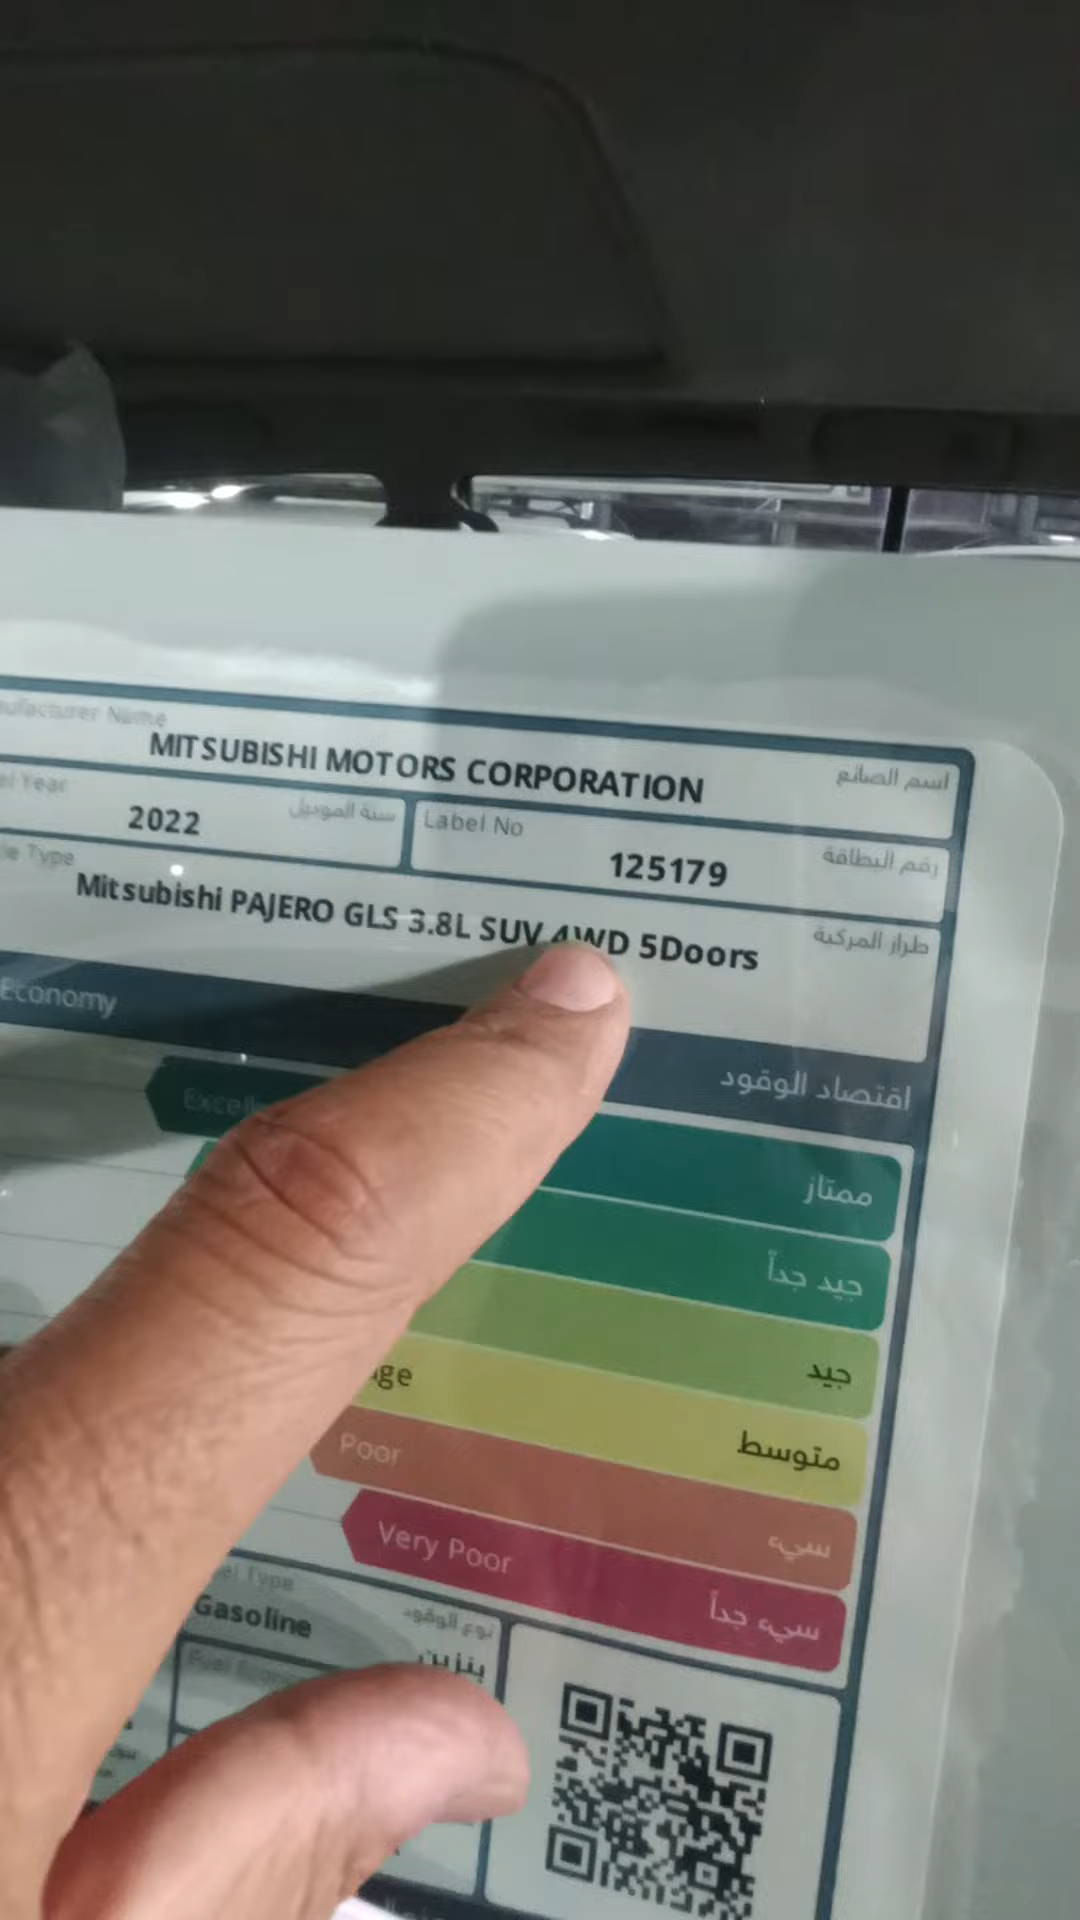 Manufacturer Name
اسم الصانع
MITSUBISHI MOTORS CORPORATION
Year
سنة الموديل
2022
Label No
رقم البطاقة
125179
Type
طراز المركبة
Mitsubishi PAJERO GLS 3.8L SUV 4WD 5Doors
Economy
اقتصاد الوقود
ممتاز
جيد جداً
جيد
متوسط
Poor
سيء
Very Poor
سيء جداً
Type
نوع الوقود
Gasoline
بنزين
Fuel